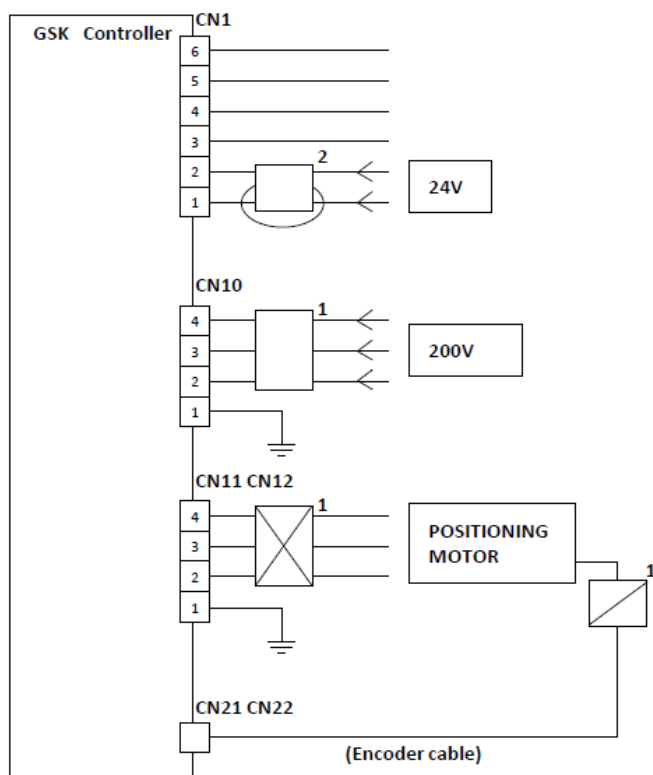 CN1
GSK Controller
6
5
4
3
2
1
2
24V
CN10
4
3
2
1
1
200V
CN11 CN12
4
3
2
1
1
POSITIONING
MOTOR
1
CN21 CN22
(Encoder cable)